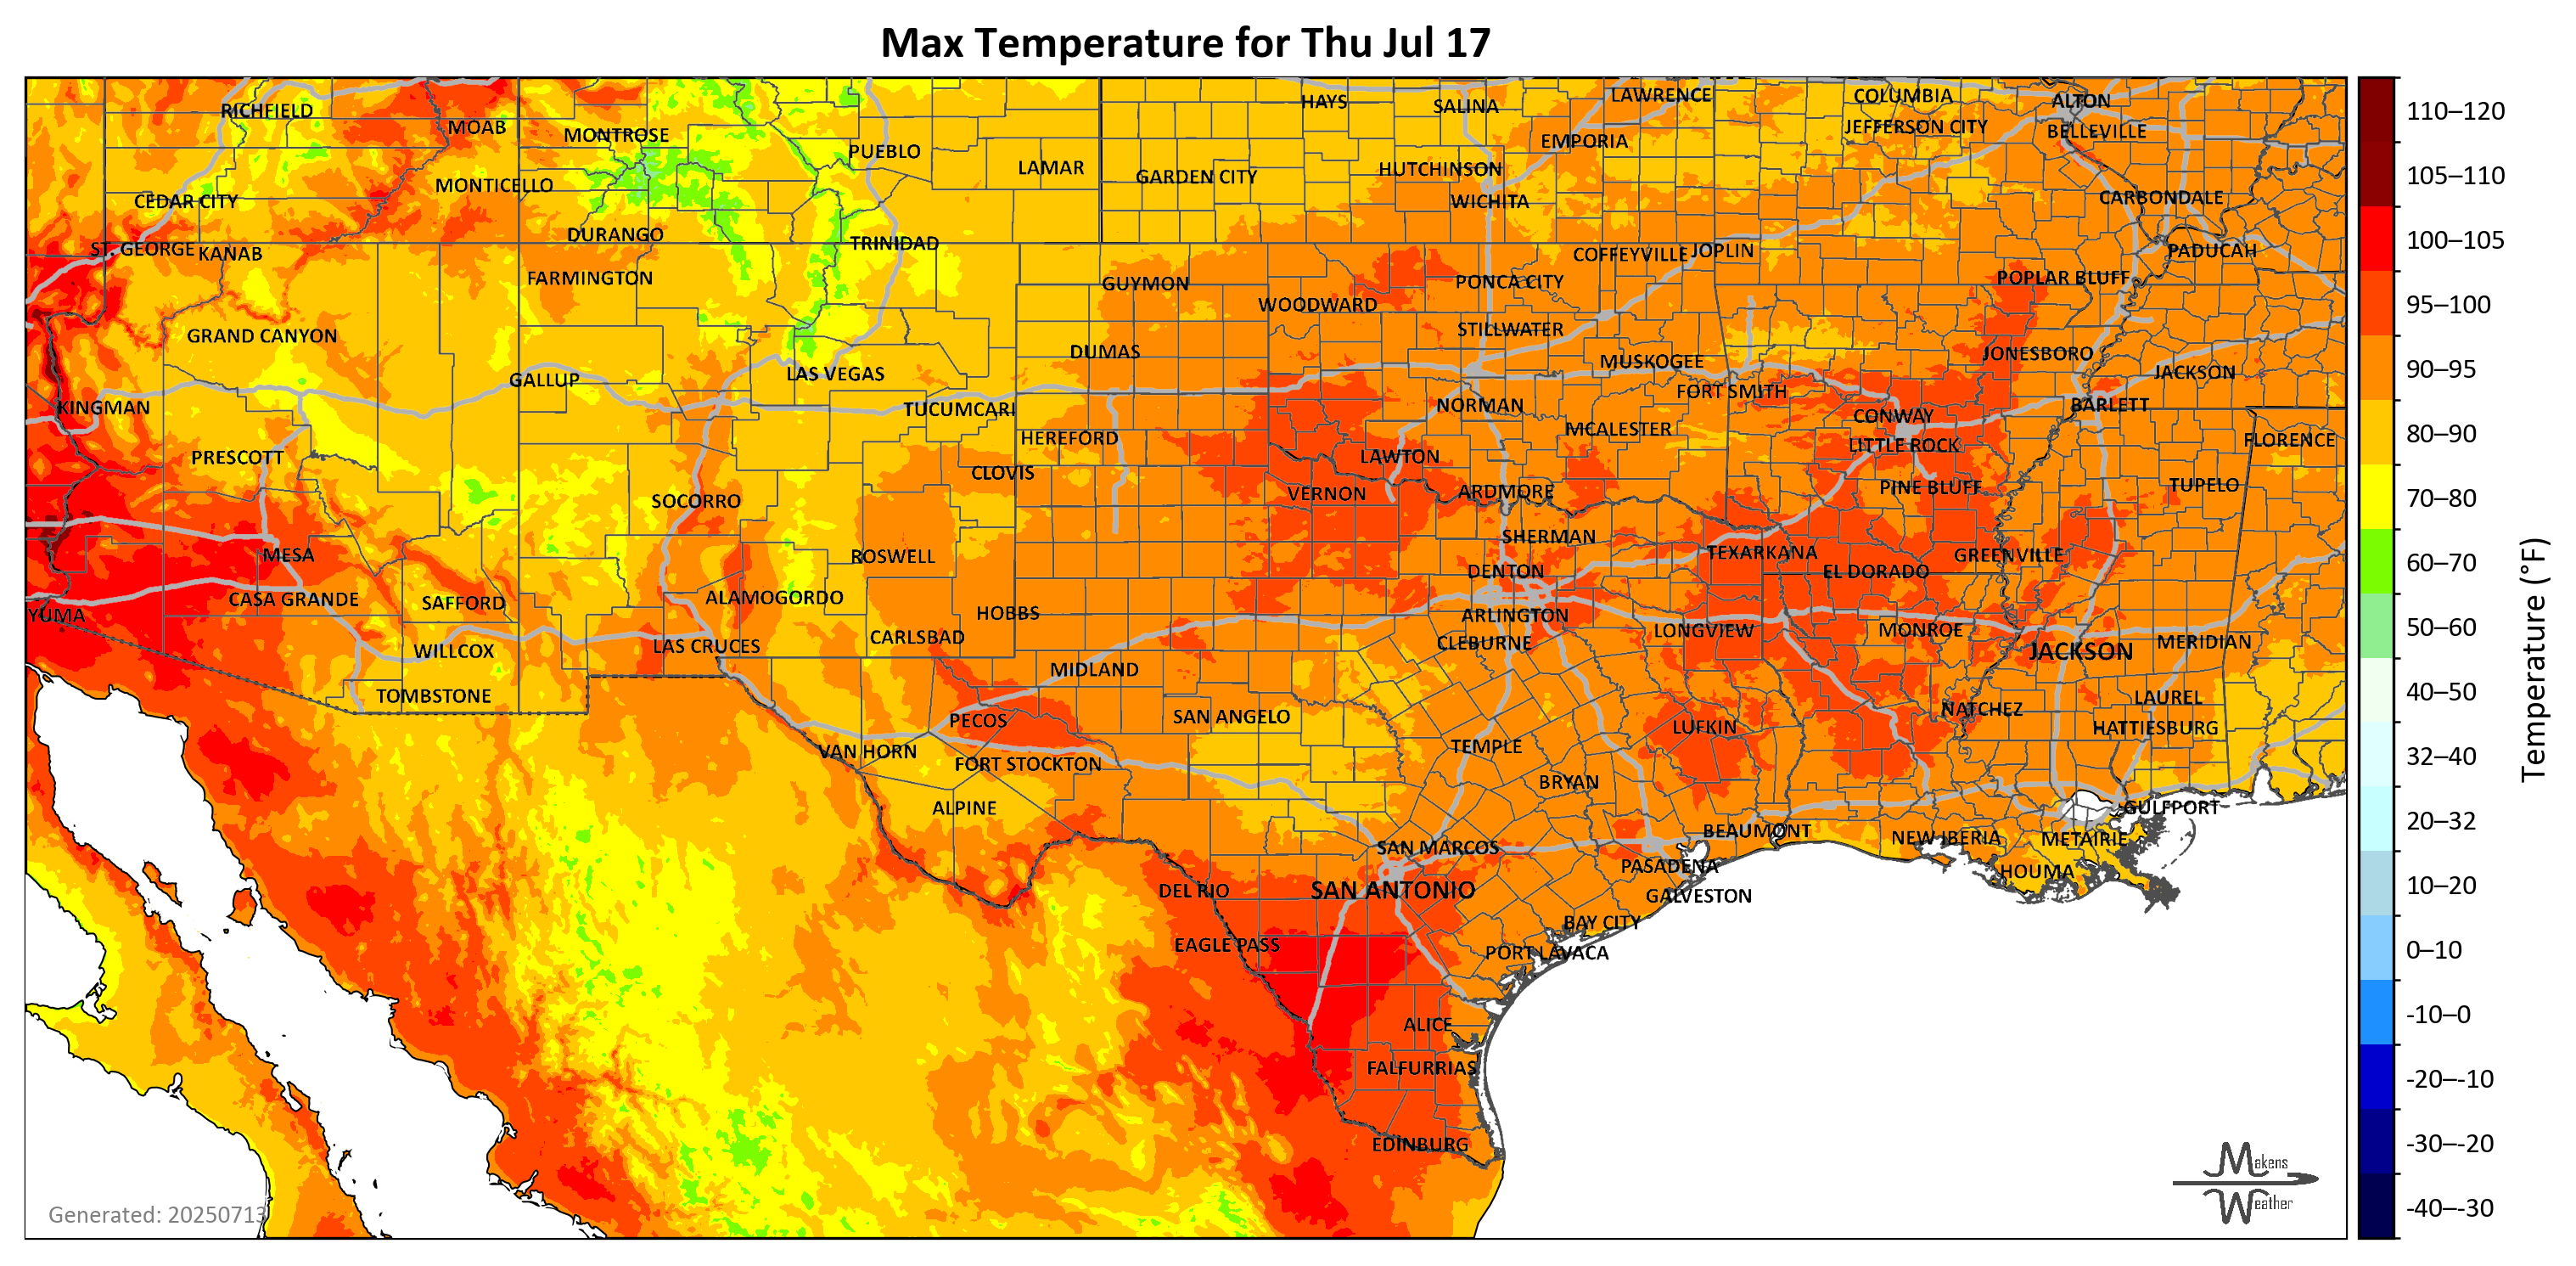 Max Temperature for Thu Jul 17
RICHFIELD
MOAB
MONTROSE
PUEBLO
LAMAR
HAYS
SALINA
LAWRENCE
COLUMBIA
ALTON
JEFFERSON CITY
BELLEVILLE
EMPORIA
HUTCHINSON
GARDEN CITY
MONTICELLO
CEDAR CITY
WICHITA
CARBONDALE
DURANGO
TRINIDAD
ST. GEORGE
KANAB
COFFEYVILLE
JOPLIN
PADUCAH
FARMINGTON
GUYMON
PONCA CITY
POPLAR BLUFF
WOODWARD
STILLWATER
GRAND CANYON
DUMAS
MUSKOGEE
JONESBORO
LAS VEGAS
JACKSON
GALLUP
FORT SMITH
KINGMAN
TUCUMCARI
NORMAN
CONWAY
BARLETT
MCALESTER
HEREFORD
LITTLE ROCK
FLORENCE
PRESCOTT
LAWTON
CLOVIS
VERNON
ARDMORE
PINE BLUFF
TUPELO
SOCORRO
SHERMAN
MESA
ROSWELL
TEXARKANA
GREENVILLE
DENTON
EL DORADO
CASA GRANDE
SAFFORD
ALAMOGORDO
HOBBS
YUMA
ARLINGTON
CARLSBAD
LONGVIEW
MONROE
CLEBURNE
MERIDIAN
WILLCOX
LAS CRUCES
JACKSON
MIDLAND
TOMBSTONE
LAUREL
NATCHEZ
PECOS
SAN ANGELO
LUFKIN
HATTIESBURG
VAN HORN
TEMPLE
FORT STOCKTON
BRYAN
ALPINE
GULFPORT
BEAUMONT
NEW IBERIA
METAIRIE
SAN MARCOS
PASADENA
HOUMA
DEL RIO
SAN ANTONIO
GALVESTON
BAY CITY
EAGLE PASS
PORT LAVACA
ALICE
FALFURRIAS
EDINBURG
Generated: 20250713
Makens
Weather
110–120
105–110
100–105
95–100
90–95
80–90
70–80
60–70
50–60
40–50
32–40
20–32
10–20
0–10
-10–0
-20–-10
-30–-20
-40–-30
Temperature (°F)